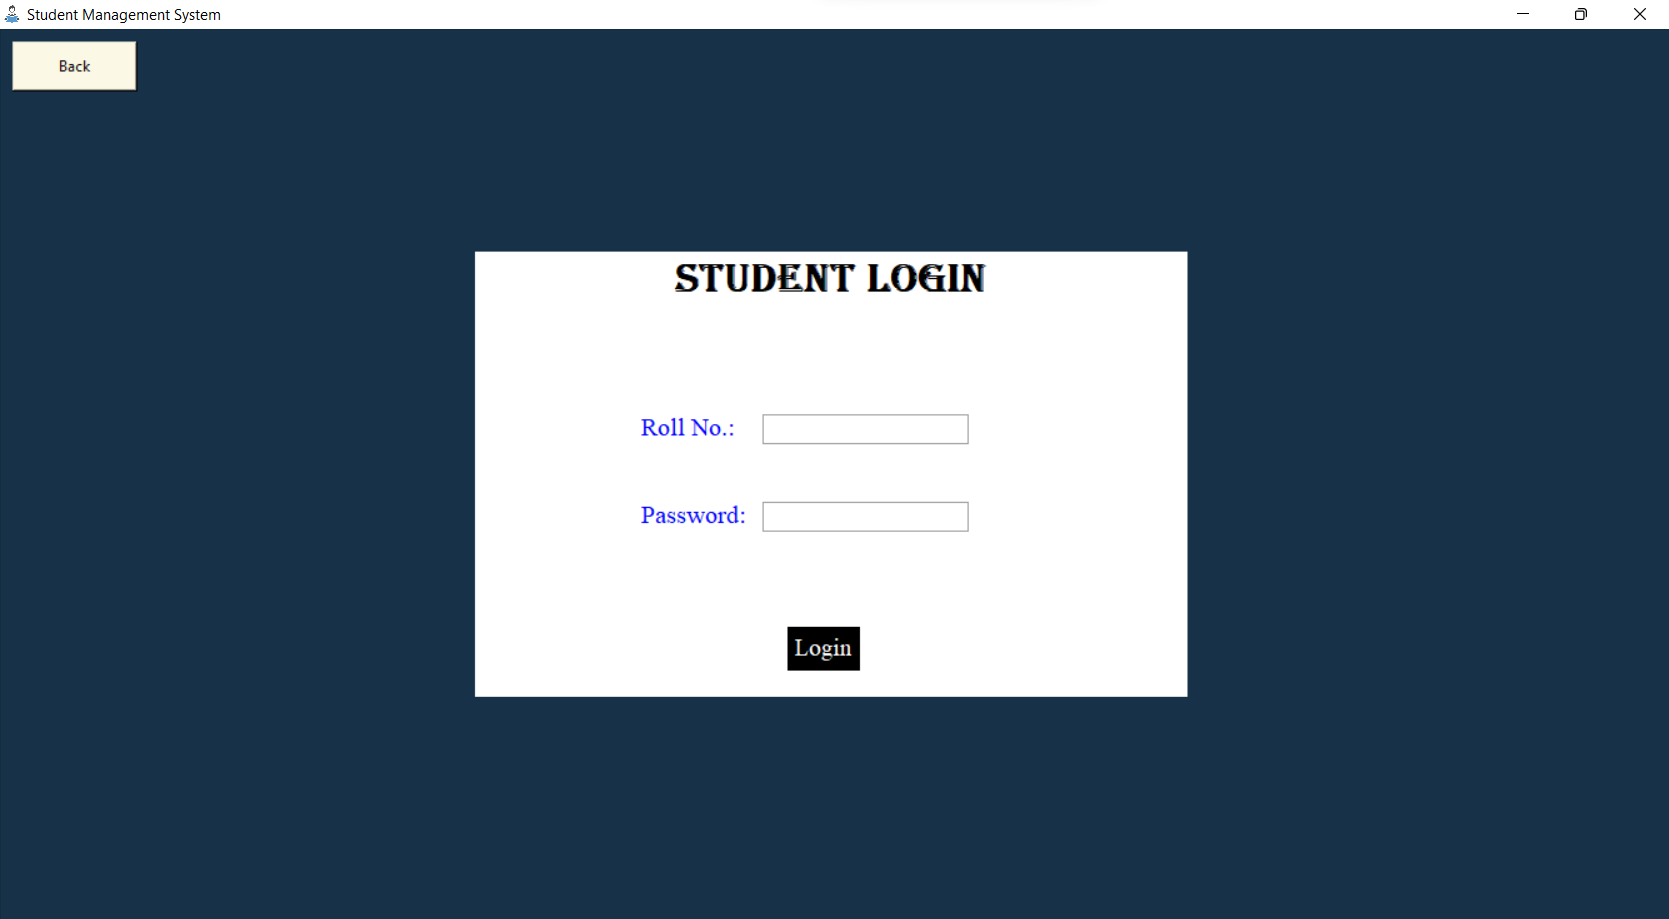 Student Management System
Back
STUDENT LOGIN
Roll No.:
Password:
Login